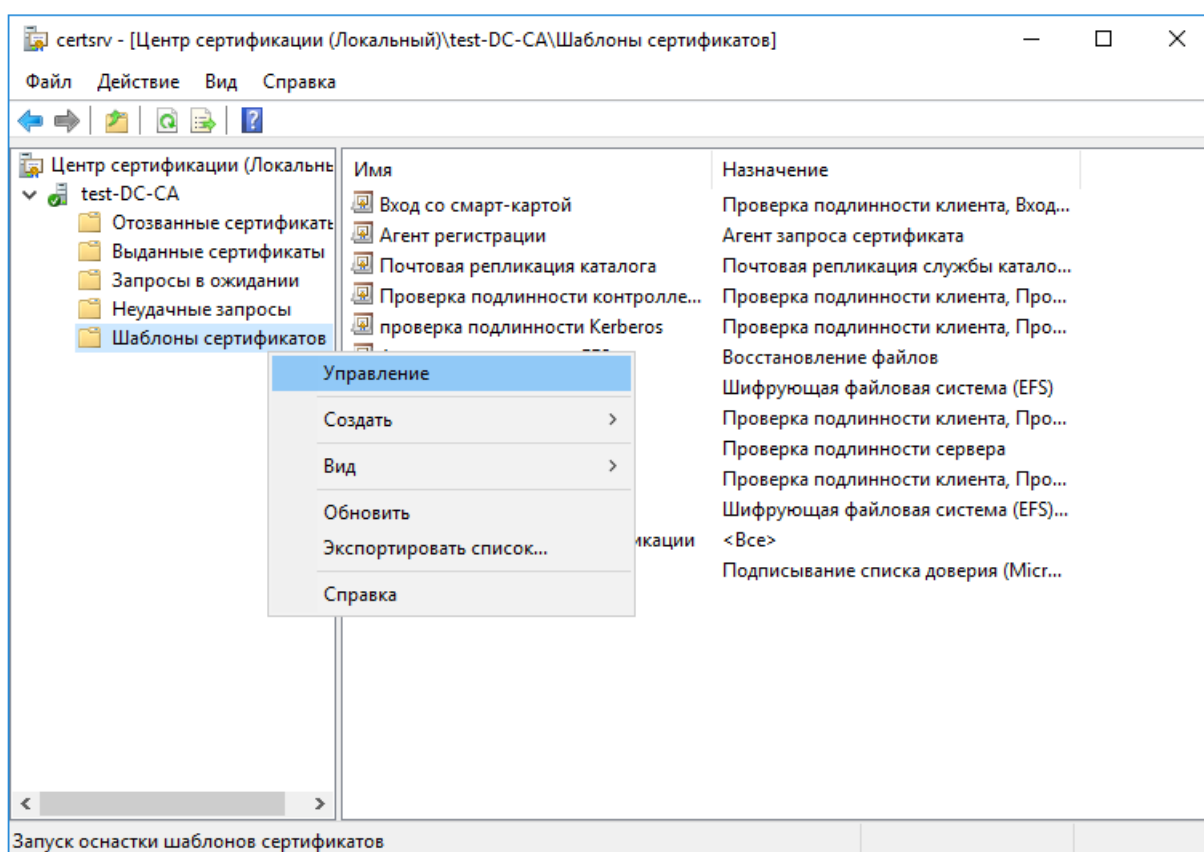 certsrv - [Центр сертификации (Локальный)\test-DC-CA\Шаблоны сертификатов]
Файл Действие Вид Справка
Центр сертификации (Локальнь
test-DC-CA
Отозванные сертификать
Выданные сертификаты
Запросы в ожидании
Неудачные запросы
Шаблоны сертификатов
Имя Назначение
Вход со смарт-картой Проверка подлинности клиента, Вход...
Агент регистрации Агент запроса сертификата
Почтовая репликация каталога Почтовая репликация службы катало...
Проверка подлинности контролле... Проверка подлинности клиента, Про...
проверка подлинности Kerberos Проверка подлинности клиента, Про...
Восстановление файлов
Шифрующая файловая система (EFS)
Проверка подлинности клиента, Про...
Проверка подлинности сервера
Проверка подлинности клиента, Про...
Шифрующая файловая система (EFS)...
икации <Все>
Подписывание списка доверия (Micr...
Управление
Создать
Вид
Обновить
Экспортировать список...
Справка
Запуск оснастки шаблонов сертификатов